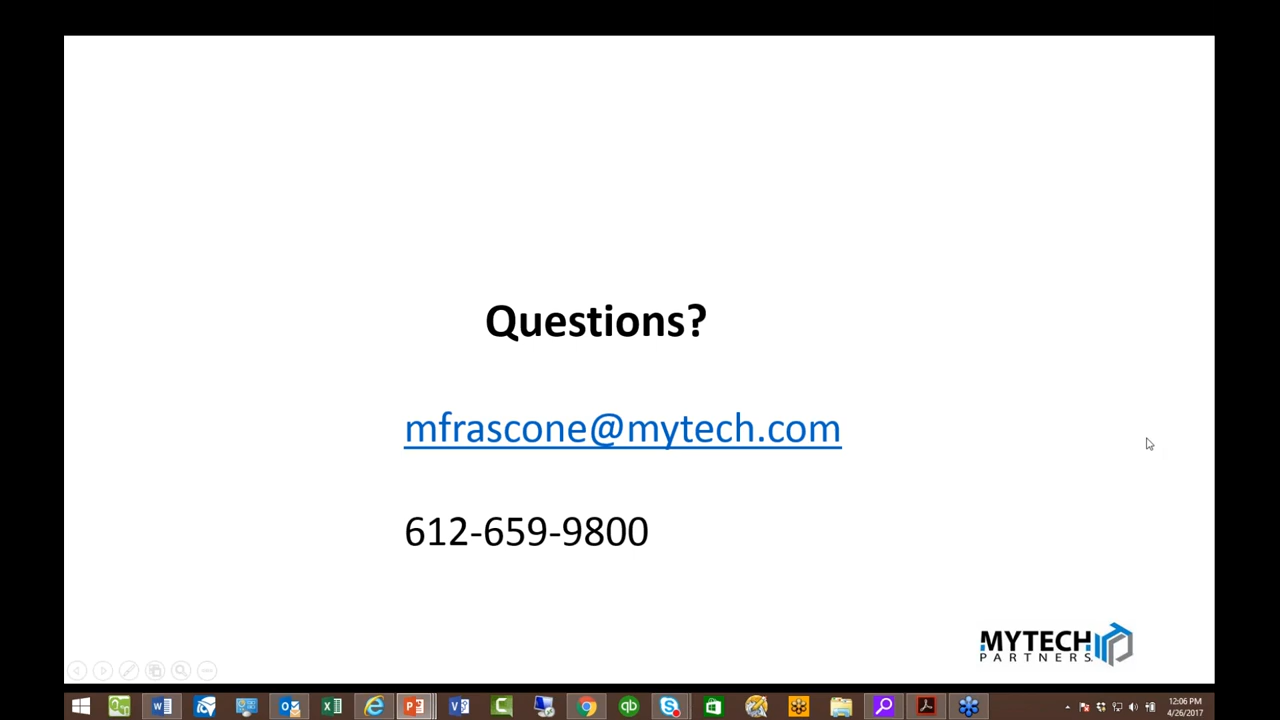 Questions?
mfrascone@mytech.com
612-659-9800
MYTECH
PARTNERS
12:06 PM
4/26/2017